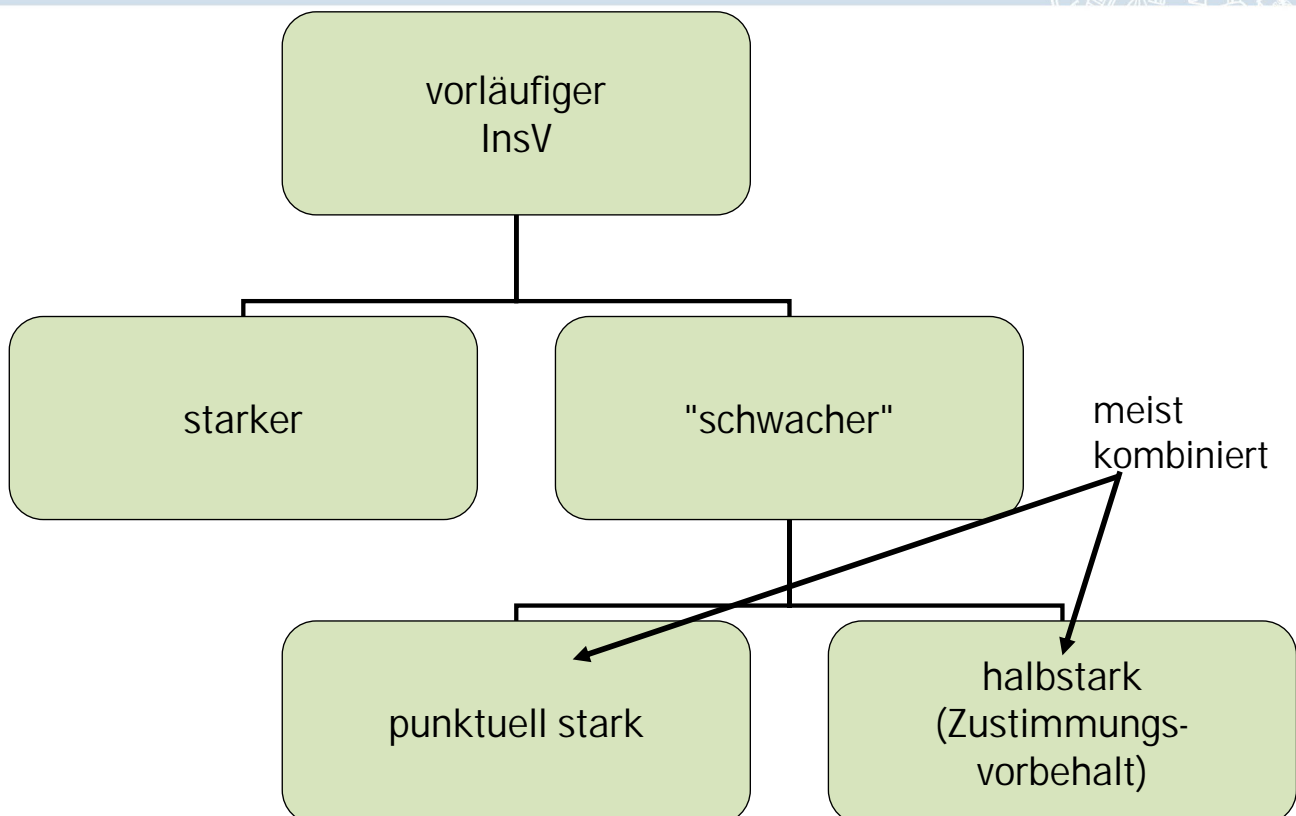 vorläufiger
InsV
starker
"schwacher"
meist
kombiniert
punktuell stark
halbstark
(Zustimmungs-
vorbehalt)